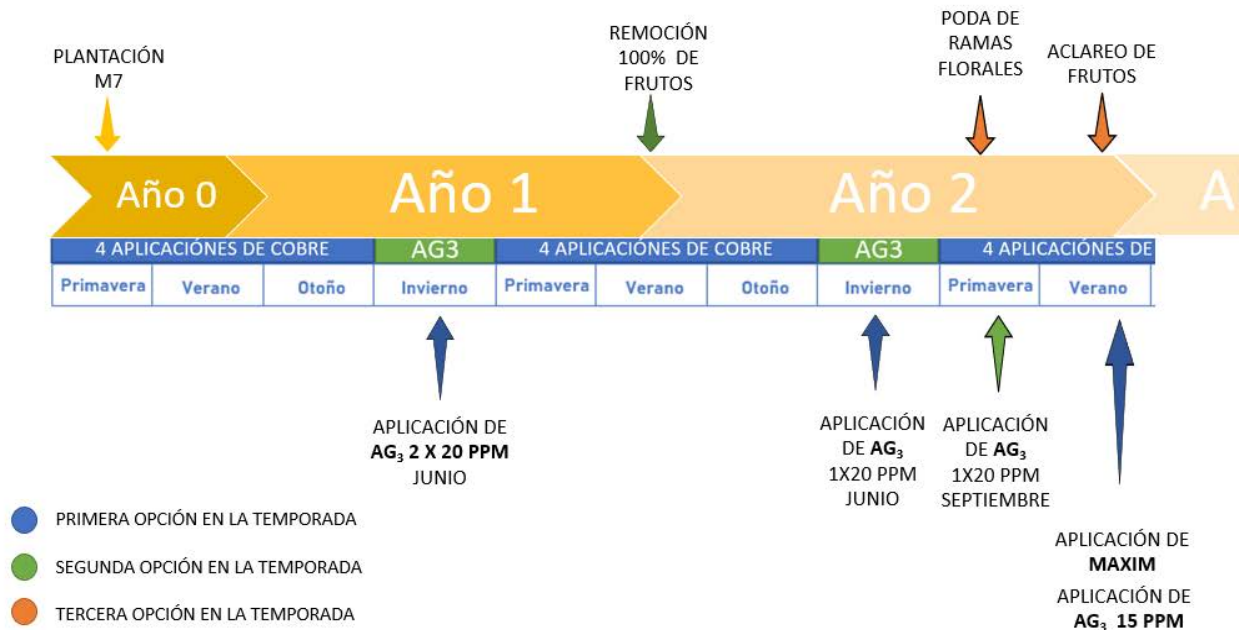 PLANTACIÓN
M7
REMOCIÓN
100% DE
FRUTOS
PODA DE
RAMAS
FLORALES
ACLAREO DE
FRUTOS
Año 0
Año 1
Año 2
A
4 APLICACIÓNES DE COBRE
AG3
4 APLICACIÓNES DE COBRE
AG3
4 APLICACIÓNES DE
Primavera
Verano
Otoño
Invierno
Primavera
Verano
Otoño
Invierno
Primavera
Verano
APLICACIÓN DE
AG₃ 2 X 20 PPM
JUNIO
APLICACIÓN
DE AG₃
1X20 PPM
JUNIO
APLICACIÓN
DE AG₃
1X20 PPM
SEPTIEMBRE
APLICACIÓN DE
MAXIM
APLICACIÓN DE
AG₃ 15 PPM
PRIMERA OPCIÓN EN LA TEMPORADA
SEGUNDA OPCIÓN EN LA TEMPORADA
TERCERA OPCIÓN EN LA TEMPORADA